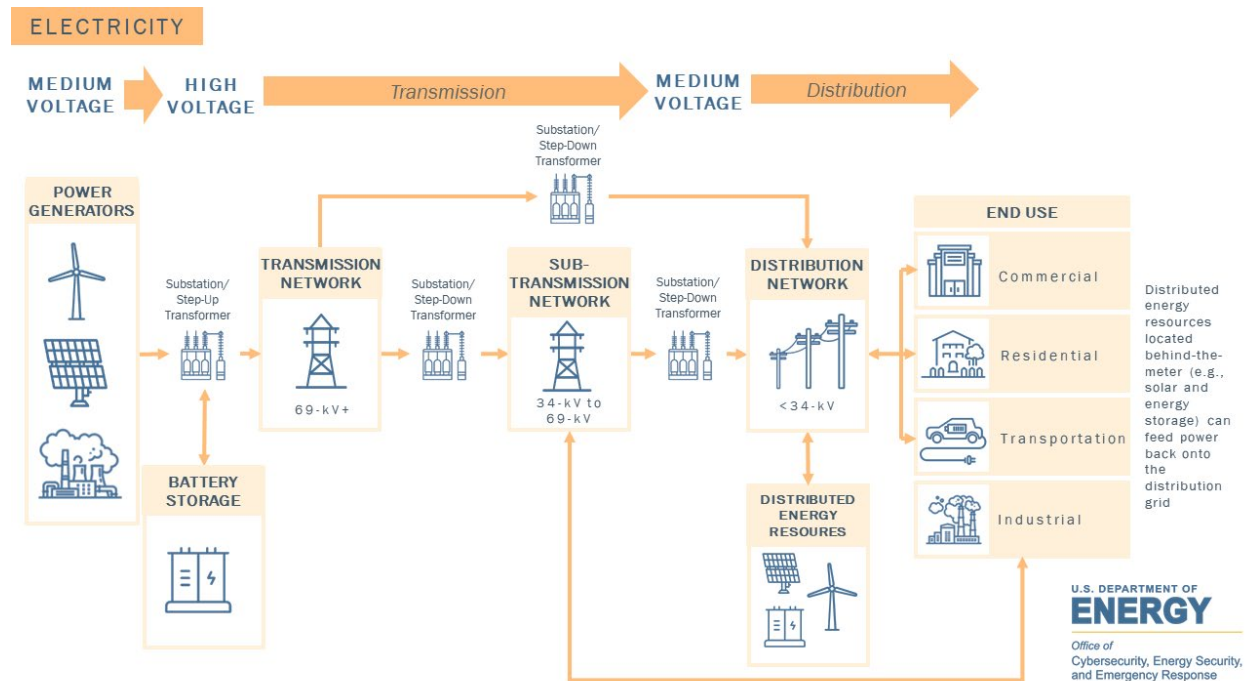 ELECTRICITY
MEDIUM
VOLTAGE
HIGH
VOLTAGE
Transmission
MEDIUM
VOLTAGE
Distribution
Substation/
Step-Down
Transformer
POWER
GENERATORS
Substation/
Step-Up
Transformer
TRANSMISSION
NETWORK
69-kV+
Substation/
Step-Down
Transformer
SUB-
TRANSMISSION
NETWORK
34-kV to
69-kV
Substation/
Step-Down
Transformer
DISTRIBUTION
NETWORK
<34-kV
END USE
Commercial
Residential
Transportation
Industrial
Distributed
energy
resources
located
behind-the-
meter (e.g.,
solar and
energy
storage) can
feed power
back onto
the
distribution
grid
BATTERY
STORAGE
DISTRIBUTED
ENERGY
RESOURES
U.S. DEPARTMENT OF
ENERGY
Office of
Cybersecurity, Energy Security,
and Emergency Response